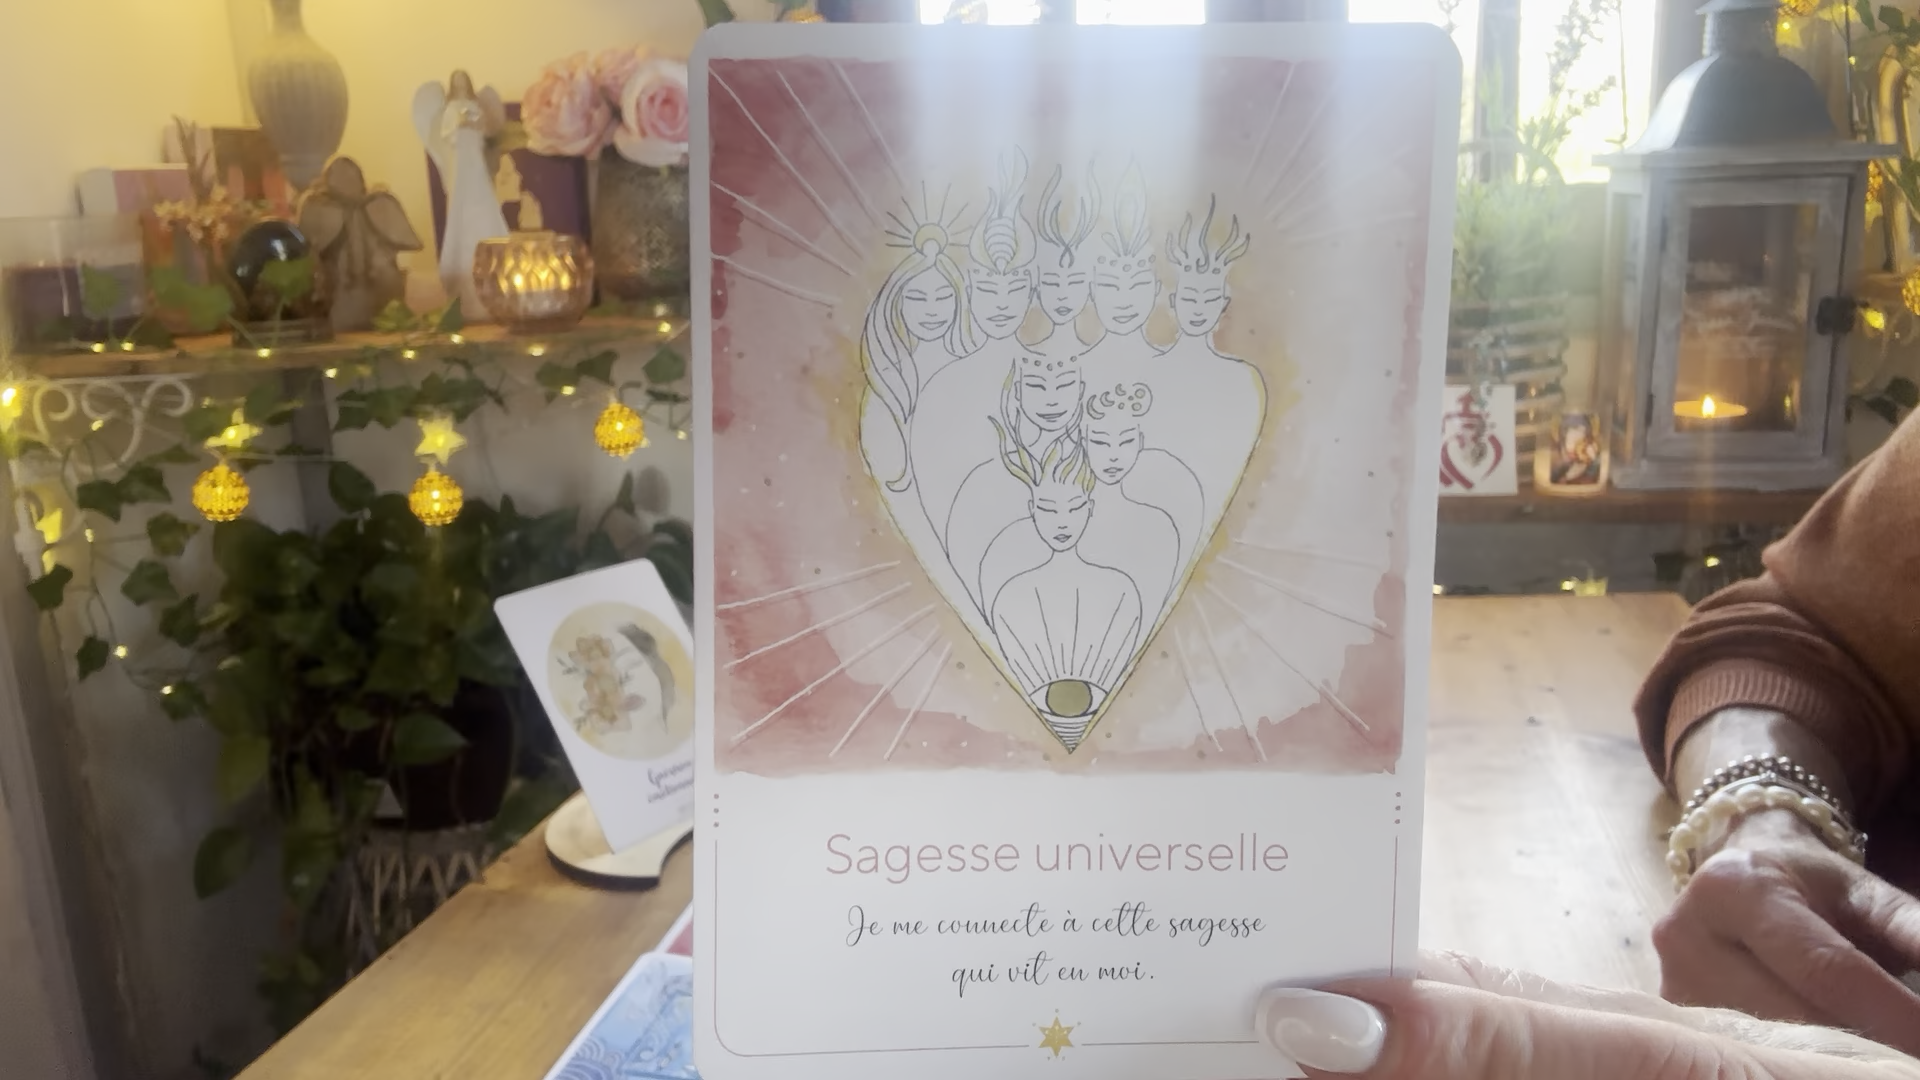 Sagesse universelle
Je me connecte à cette sagesse
qui vit en moi.